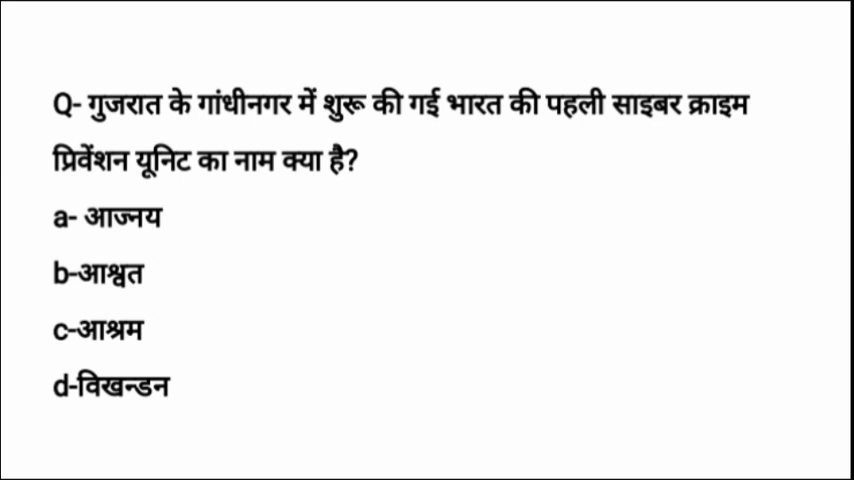 Q- गुजरात के गांधीनगर में शुरू की गई भारत की पहली साइबर क्राइम
प्रिवेंशन यूनिट का नाम क्या है?
a- आज्नय
b-आश्वत
c-आश्रम
d-विखन्डन